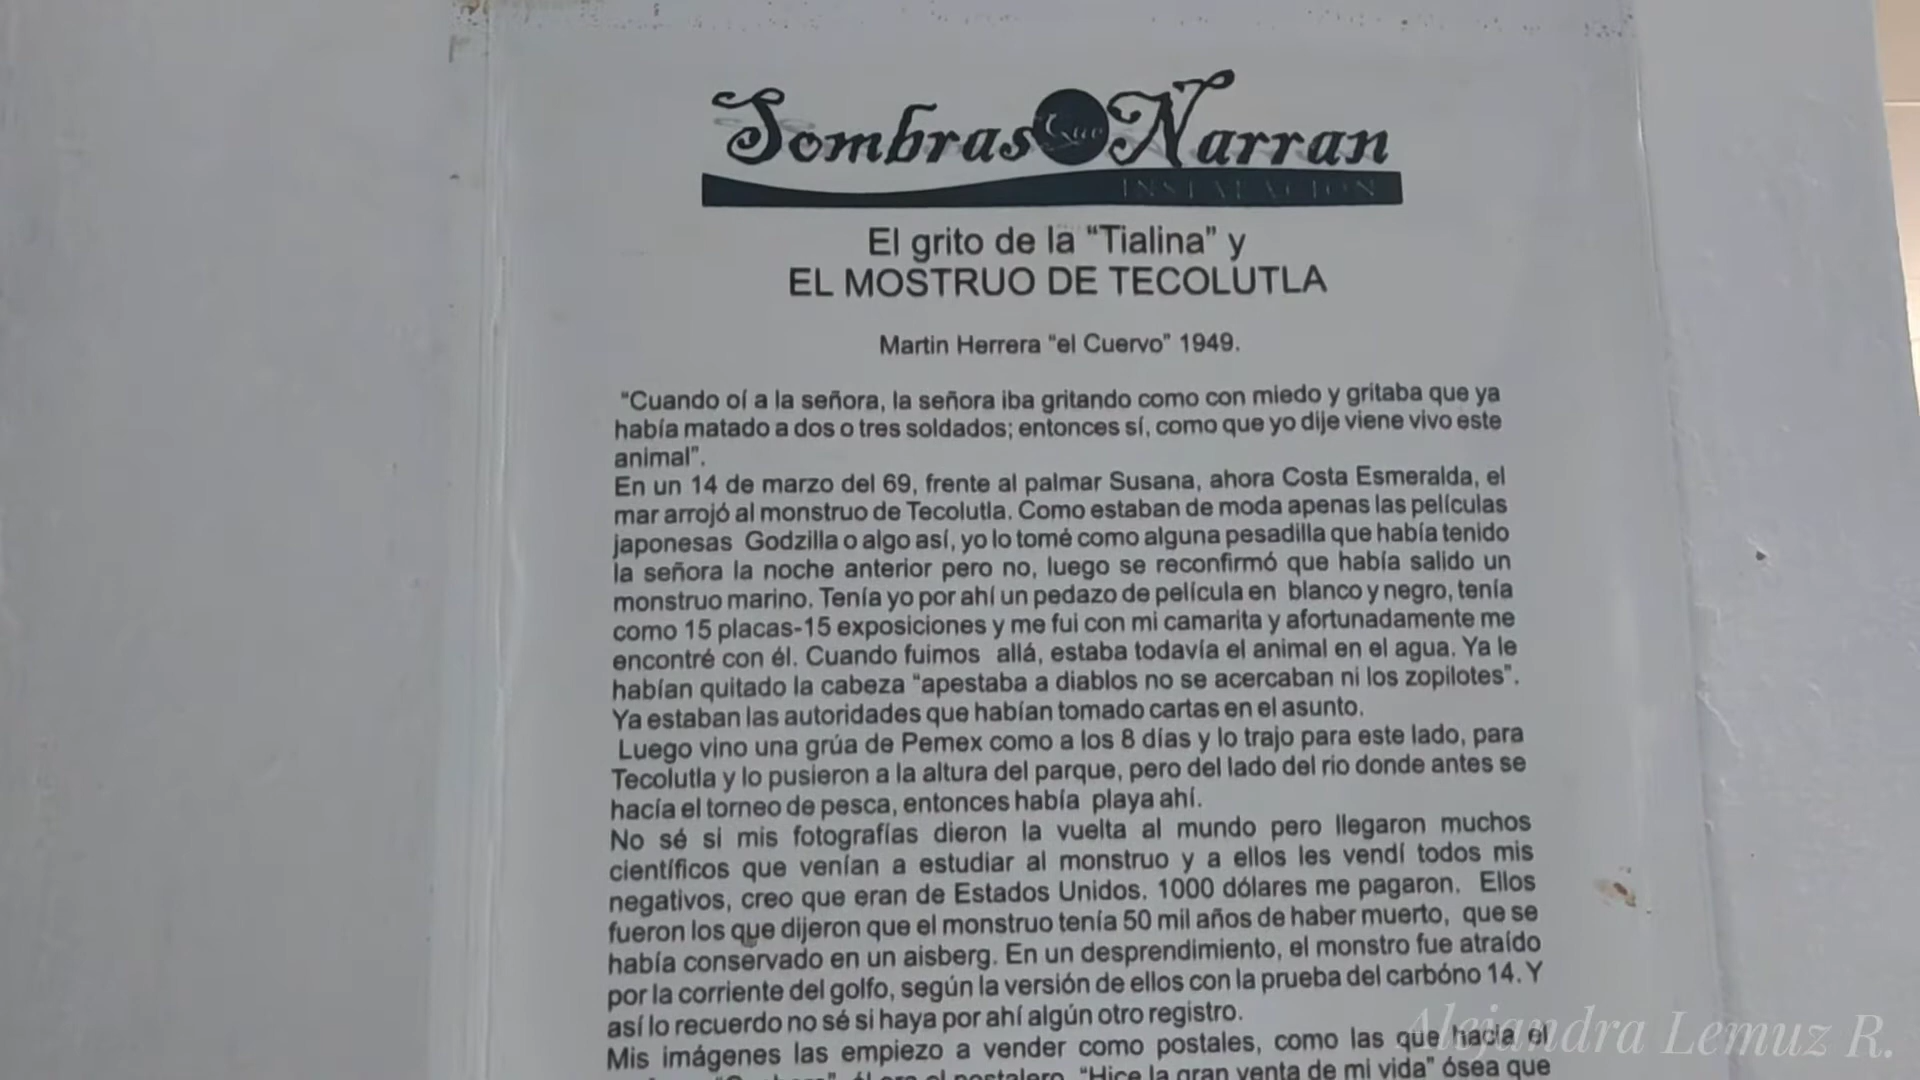 Sombras Que Narran
INSTALACION
El grito de la “Tialina” y
EL MOSTRUO DE TECOLUTLA
Martin Herrera “el Cuervo” 1949.
“Cuando oí a la señora, la señora iba gritando como con miedo y gritaba que ya
había matado a dos o tres soldados; entonces sí, como que yo dije viene vivo este
animal”.
En un 14 de marzo del 69, frente al palmar Susana, ahora Costa Esmeralda, el
mar arrojó al monstruo de Tecolutla. Como estaban de moda apenas las películas
japonesas Godzilla o algo así, yo lo tomé como alguna pesadilla que había tenido
la señora la noche anterior pero no, luego se reconfirmó que había salido un
monstruo marino. Tenía yo por ahí un pedazo de película en blanco y negro, tenía
como 15 placas-15 exposiciones y me fui con mi camarita y afortunadamente me
encontré con él. Cuando fuimos allá, estaba todavía el animal en el agua. Ya le
habían quitado la cabeza “apestaba a diablos no se acercaban ni los zopilotes”.
Ya estaban las autoridades que habían tomado cartas en el asunto.
Luego vino una grúa de Pemex como a los 8 días y lo trajo para este lado, para
Tecolutla y lo pusieron a la altura del parque, pero del lado del rio donde antes se
hacía el torneo de pesca, entonces había playa ahí.
No sé si mis fotografías dieron la vuelta al mundo pero llegaron muchos
científicos que venían a estudiar al monstruo y a ellos les vendí todos mis
negativos, creo que eran de Estados Unidos. 1000 dólares me pagaron. Ellos
fueron los que dijeron que el monstruo tenía 50 mil años de haber muerto, que se
había conservado en un aisberg. En un desprendimiento, el monstro fue atraído
por la corriente del golfo, según la versión de ellos con la prueba del carbóno 14. Y
así lo recuerdo no sé si haya por ahí algún otro registro.
Mis imágenes las empiezo a vender como postales, como las que hacía el
él era el postalero. “Hice la gran venta de mi vida” ósea que
Alejandra Lemuz R.